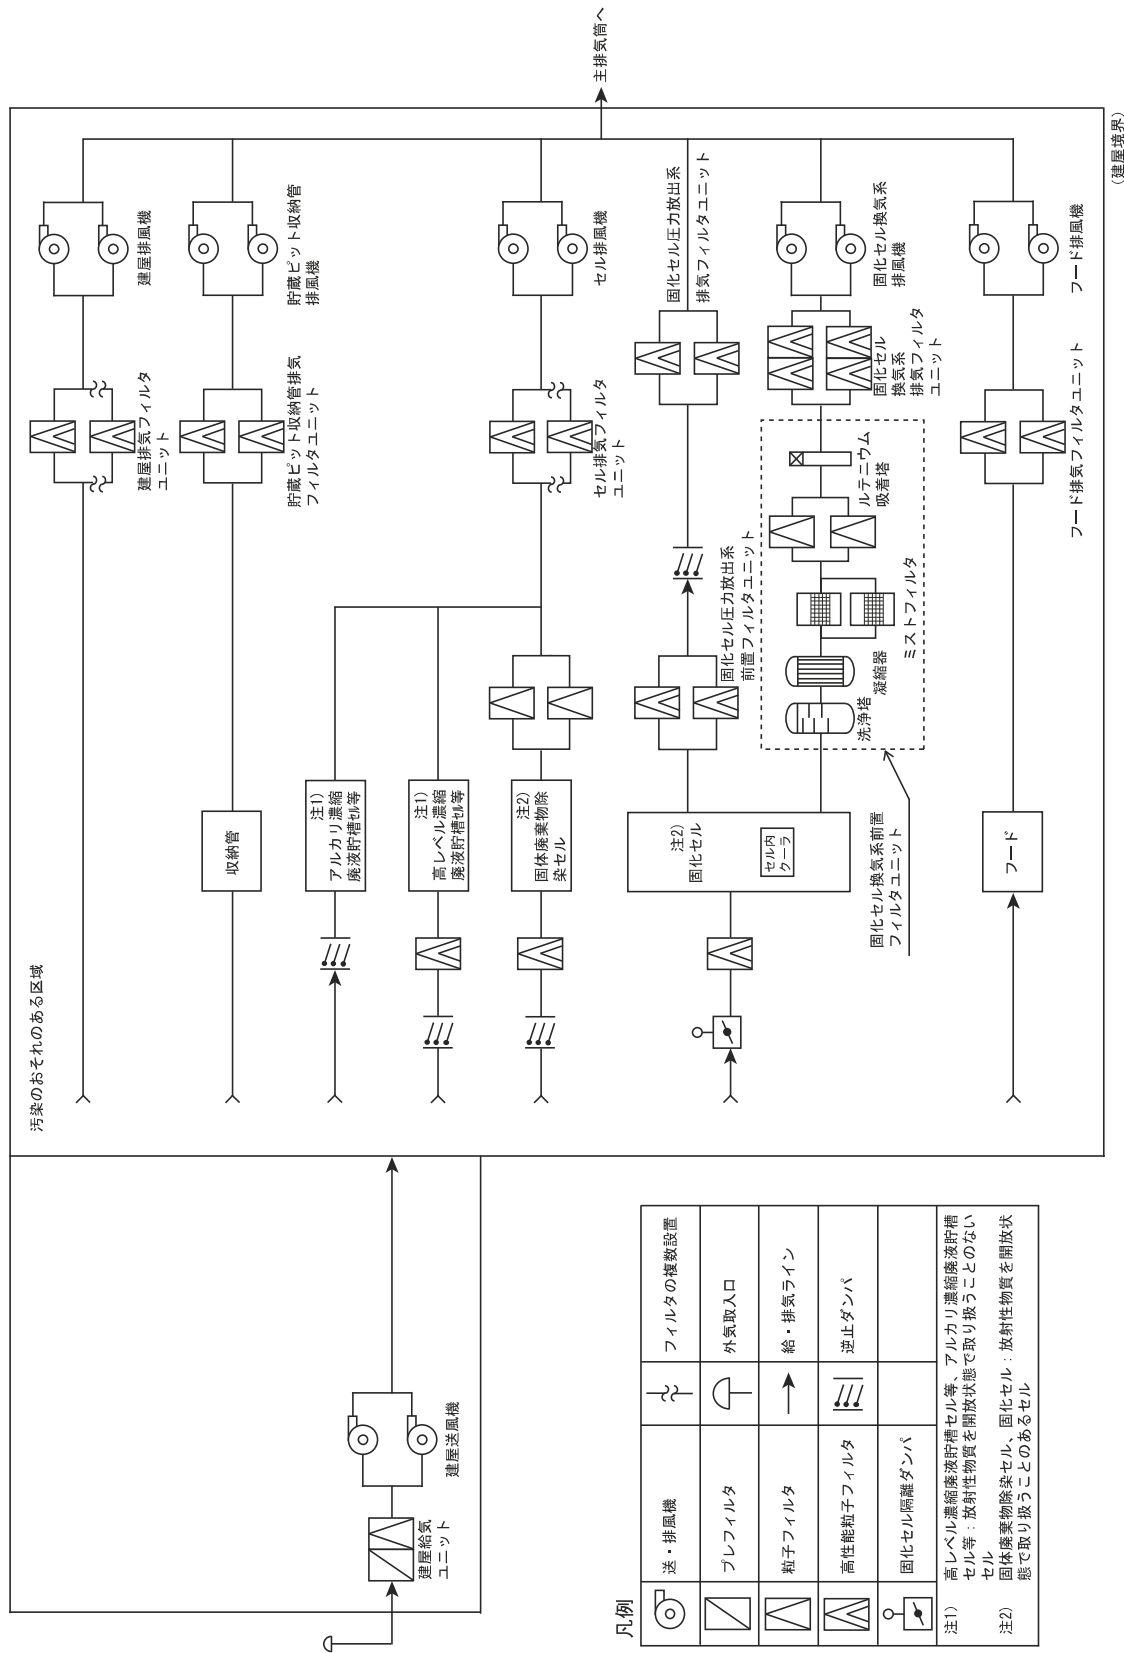 主排気筒へ
（建屋境界）
建屋排風機
貯蔵ピット収納管
排風機
セル排風機
固化セル圧力放出系
排気フィルタユニット
固化セル換気系
排風機
フード排風機
建屋排気フィルタ
ユニット
貯蔵ピット収納管排気
フィルタユニット
セル排気フィルタ
ユニット
固化セル
換気系
排気フィルタ
ユニット
フード排気フィルタユニット
固化セル圧力放出系
前置フィルタユニット
ルテニウム
吸着塔
ミストフィルタ
凝縮器
洗浄塔
固化セル換気系前置
フィルタユニット
収納管
注1)
アルカリ濃縮
廃液貯槽セル等
注1)
高レベル濃縮
廃液貯槽セル等
注2)
固体廃棄物除
染セル
注2)
固化セル
セル内
クーラ
フード
汚染のおそれのある区域
建屋送風機
建屋給気
ユニット
凡例
送・排風機
フィルタの複数設置
プレフィルタ
外気取入口
粒子フィルタ
給・排気ライン
高性能粒子フィルタ
逆止ダンパ
固化セル隔離ダンパ
注1) 高レベル濃縮廃液貯槽セル等、アルカリ濃縮廃液貯槽
セル等：放射性物質を開放状態で取り扱うことのない
セル
注2) 固体廃棄物除染セル、固化セル：放射性物質を開放状
態で取り扱うことのあるセル